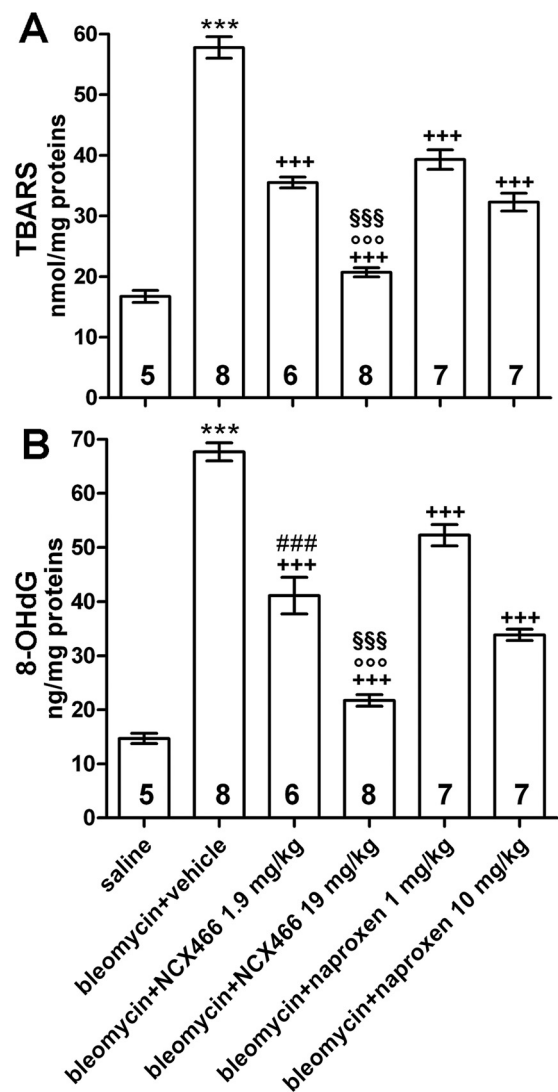 A
TBARS
nmol/mg proteins
60
50
40
30
20
10
0
***
+++
§§§
°°°
+++
+++
+++
5 8 6 8 7 7
B
8-OHdG
ng/mg proteins
70
60
50
40
30
20
10
0
***
###
+++
§§§
°°°
+++
+++
+++
5 8 6 8 7 7
saline
bleomycin+vehicle
bleomycin+NCX466 1.9 mg/kg
bleomycin+NCX466 19 mg/kg
bleomycin+naproxen 1 mg/kg
bleomycin+naproxen 10 mg/kg